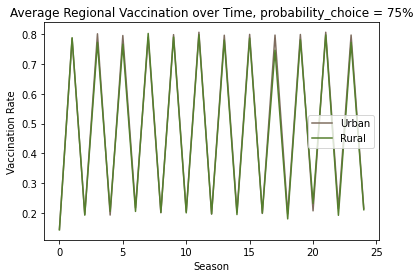 Average Regional Vaccination over Time, probability_choice = 75%
0.8
0.7
0.6
0.5
0.4
0.3
0.2
Vaccination Rate
Urban
Rural
0 5 10 15 20 25
Season